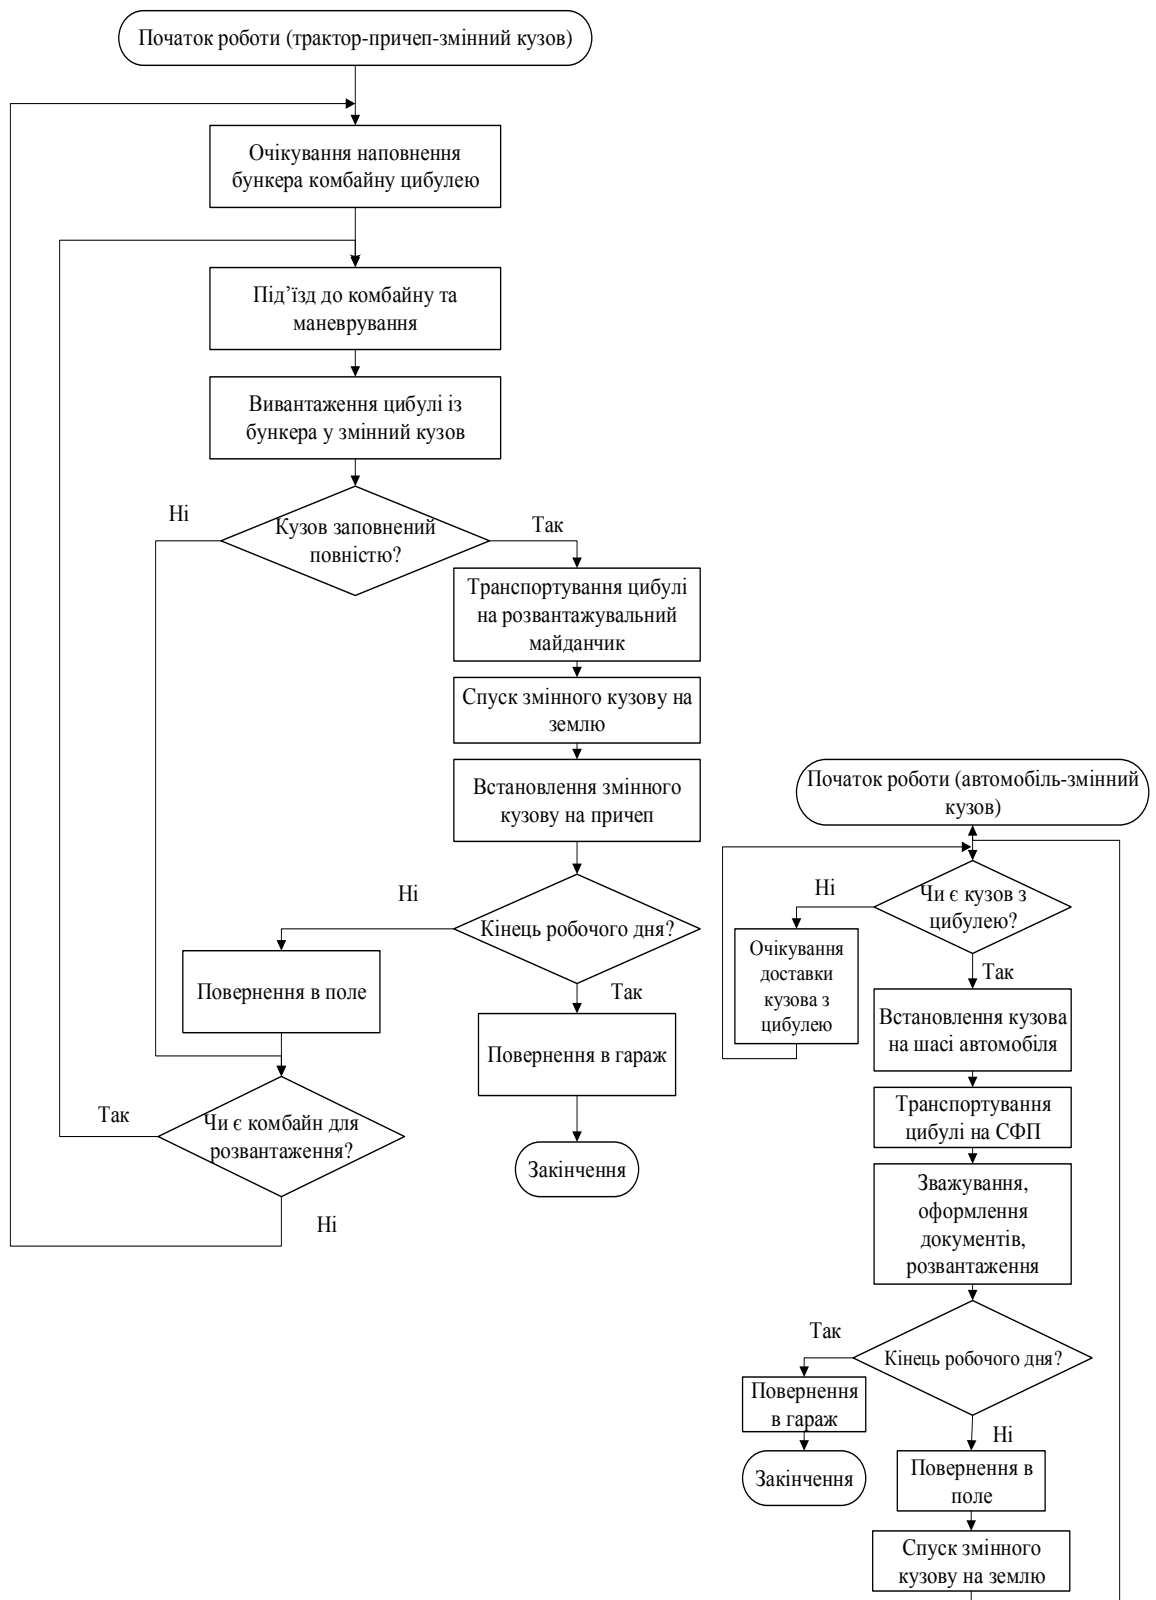 Початок роботи (трактор-причеп-змінний кузов)
Очікування наповнення
бункера комбайну цибулею
Під’їзд до комбайну та
маневрування
Вивантаження цибулі із
бункера у змінний кузов
Ні
Кузов заповнений
повністю?
Так
Транспортування цибулі
на розвантажувальний
майданчик
Спуск змінного кузову на
землю
Встановлення змінного
кузову на причеп
Ні
Кінець робочого дня?
Так
Повернення в поле
Повернення в гараж
Так
Чи є комбайн для
розвантаження?
Ні
Закінчення
Початок роботи (автомобіль-змінний
кузов)
Ні
Чи є кузов з
цибулею?
Очікування
доставки
кузова з
цибулею
Так
Встановлення кузова
на шасі автомобіля
Транспортування
цибулі на СФП
Зважування,
оформлення
документів,
розвантаження
Так
Кінець робочого дня?
Повернення
в гараж
Ні
Закінчення
Повернення в
поле
Спуск змінного
кузову на землю